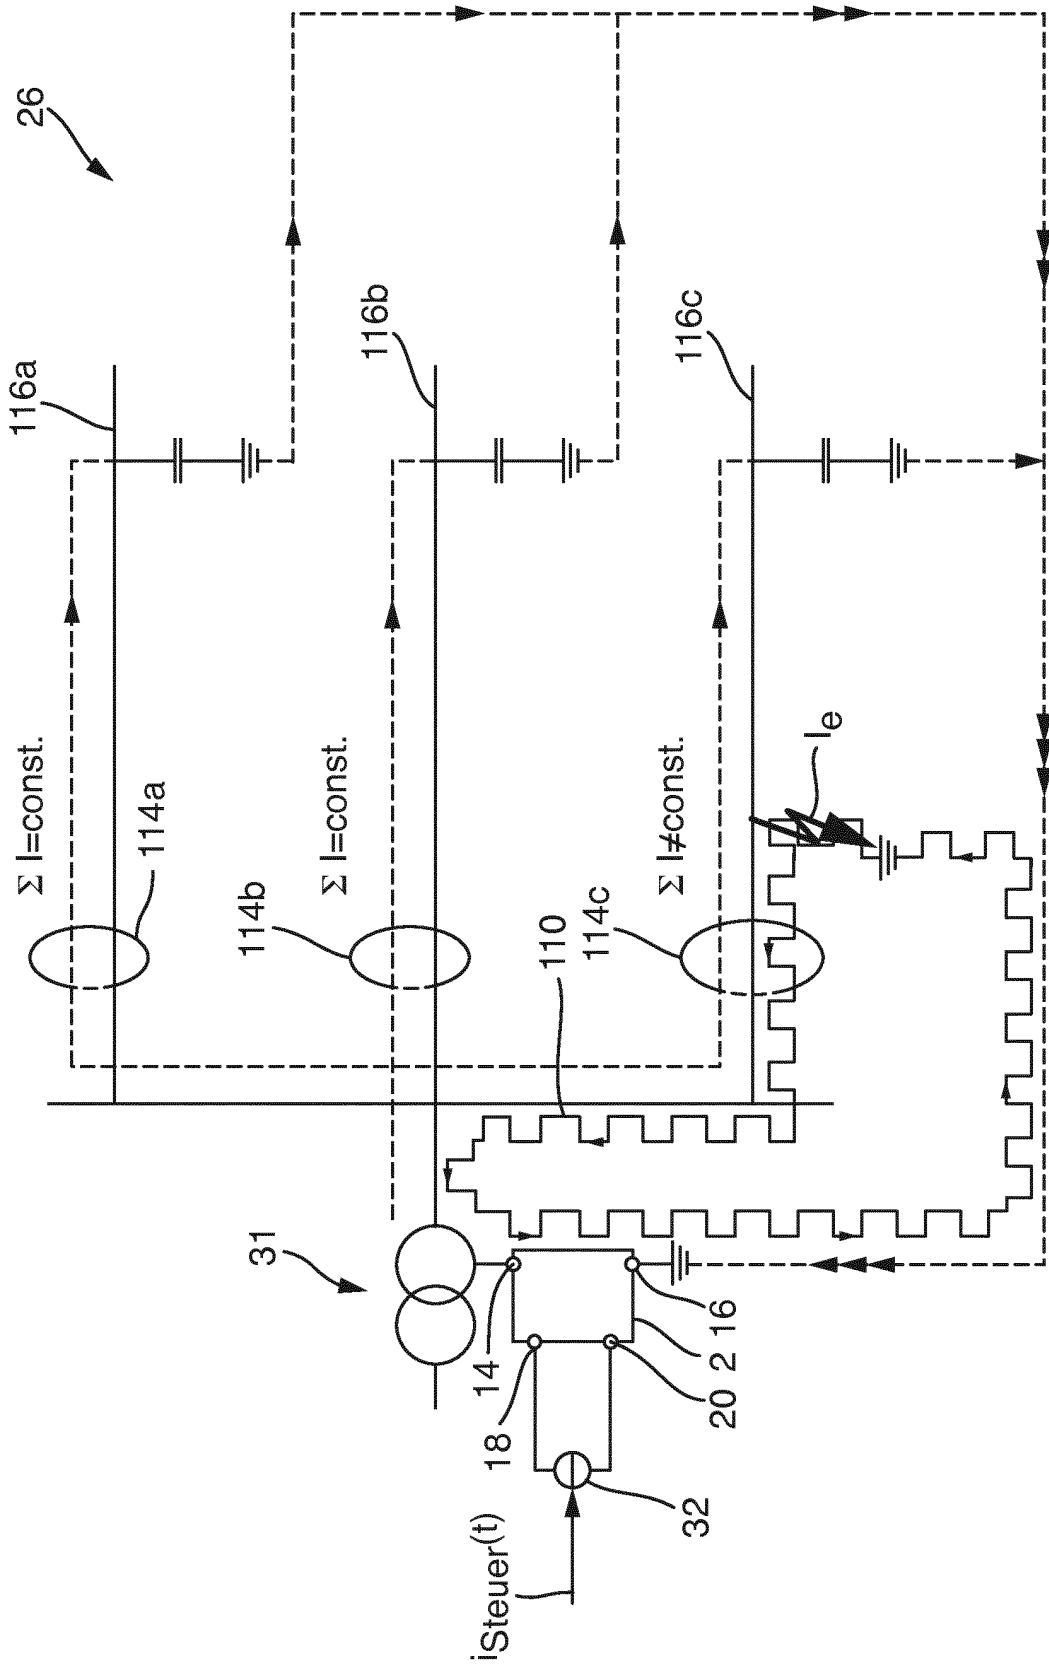 26
116a
116b
116c
Σ I=const.
114a
Σ I=const.
114b
Σ I≠const.
114c
Ie
110
31
14
16
18
20
2
32
iSteuer(t)